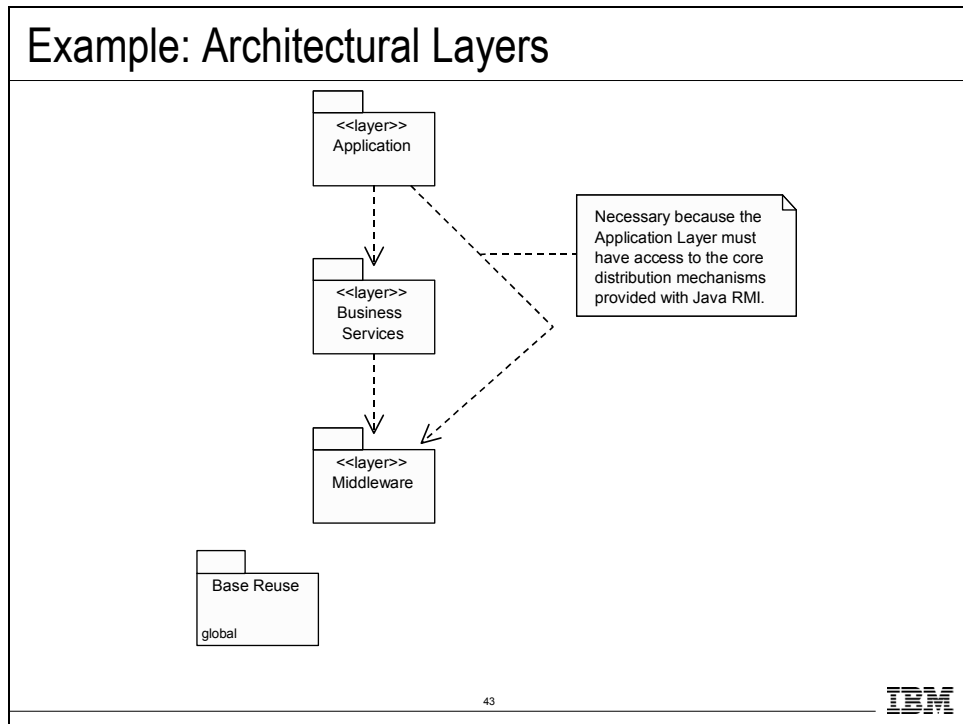 Example: Architectural Layers
<<layer>>
Application
Necessary because the
Application Layer must
have access to the core
distribution mechanisms
provided with Java RMI.
<<layer>>
Business
Services
<<layer>>
Middleware
Base Reuse
global
43
IBM